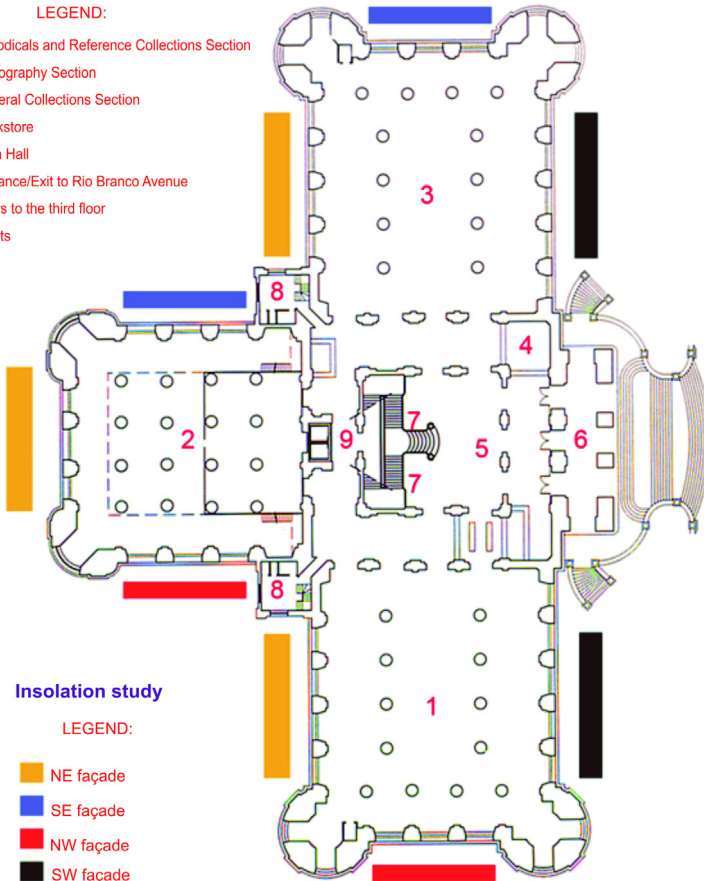 LEGEND:
odicals and Reference Collections Section
ography Section
eral Collections Section
kstore
Hall
ance/Exit to Rio Branco Avenue
s to the third floor
ts
3
8
4
2
9
7
5
6
7
8
1
Insolation study
LEGEND:
NE façade
SE façade
NW façade
SW façade